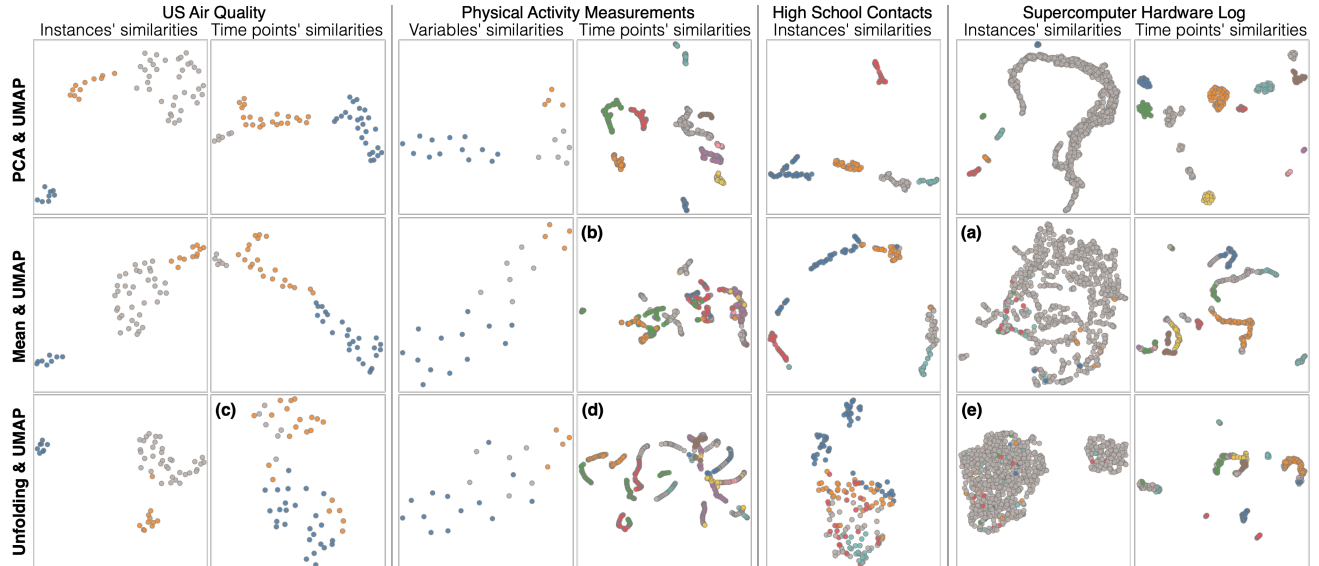 US Air Quality
Physical Activity Measurements
High School Contacts
Supercomputer Hardware Log
Instances' similarities
Time points' similarities
Variables' similarities
Time points' similarities
Instances' similarities
Instances' similarities
Time points' similarities
PCA & UMAP
Mean & UMAP
(b)
(a)
Unfolding & UMAP
(c)
(d)
(e)